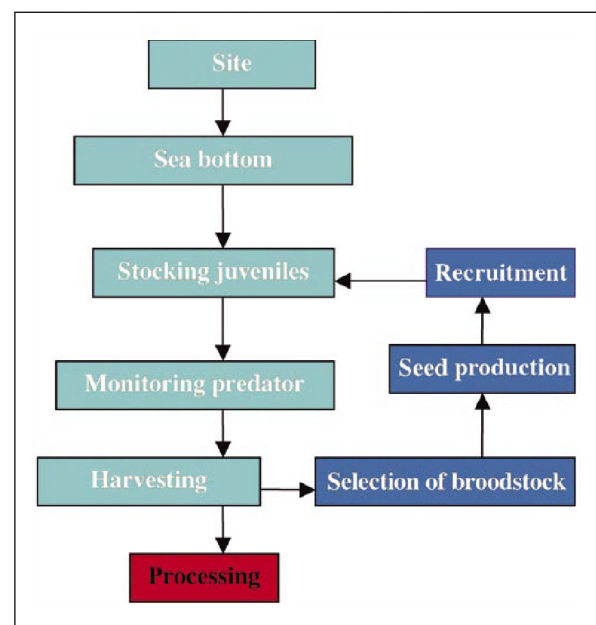 Site
Sea bottom
Stocking juveniles
Recruitment
Monitoring predator
Seed production
Harvesting
Selection of broodstock
Processing